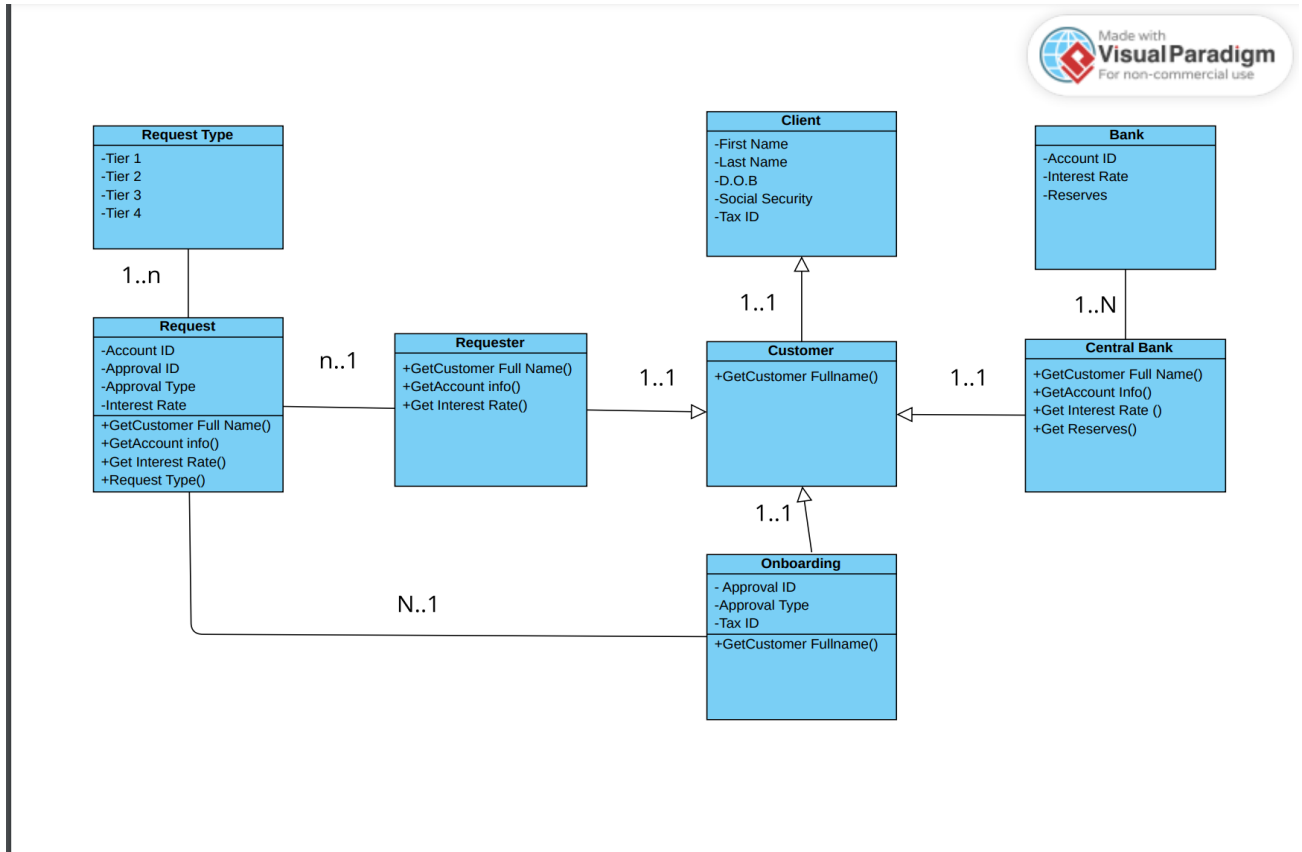 Made with
Visual Paradigm
For non-commercial use
Request Type
-Tier 1
-Tier 2
-Tier 3
-Tier 4
1..n
Request
-Account ID
-Approval ID
-Approval Type
-Interest Rate
+GetCustomer Full Name()
+GetAccount info()
+Get Interest Rate()
+Request Type()
n..1
Requester
+GetCustomer Full Name()
+GetAccount info()
+Get Interest Rate()
1..1
Client
-First Name
-Last Name
-D.O.B
-Social Security
-Tax ID
1..1
Customer
+GetCustomer Fullname()
1..1
Bank
-Account ID
-Interest Rate
-Reserves
1..N
Central Bank
+GetCustomer Full Name()
+GetAccount Info()
+Get Interest Rate ()
+Get Reserves()
1..1
Onboarding
- Approval ID
-Approval Type
-Tax ID
+GetCustomer Fullname()
N..1